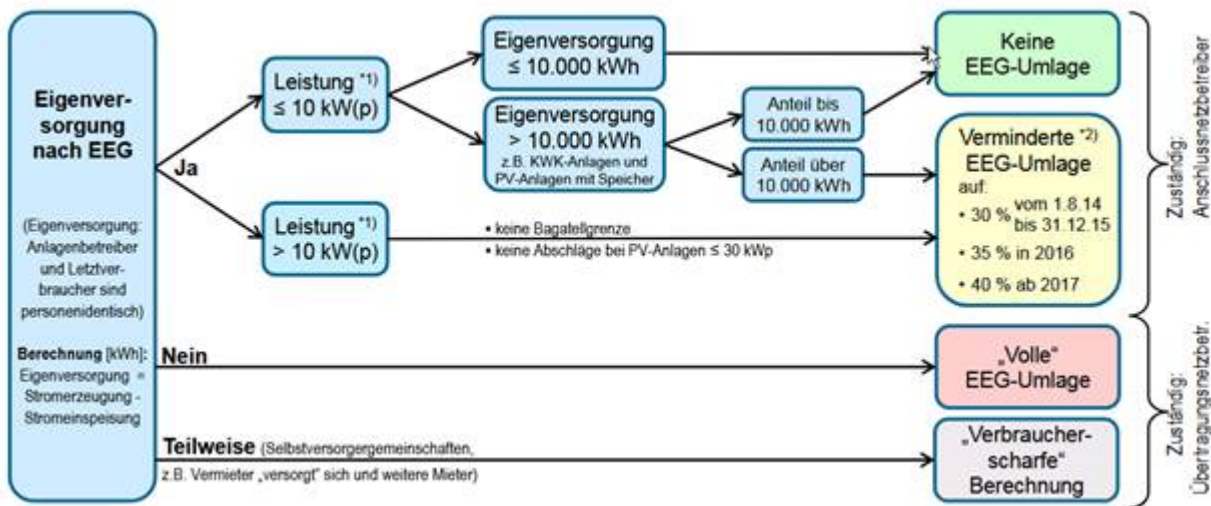 Eigenver-
sorgung
nach EEG
(Eigenversorgung:
Anlagenbetreiber
und Letztver-
braucher sind
personenidentisch)
Berechnung [kWh]:
Eigenversorgung =
Stromerzeugung -
Stromeinspeisung
Ja
Leistung *1)
≤ 10 kW(p)
Leistung *1)
> 10 kW(p)
Eigenversorgung
≤ 10.000 kWh
Eigenversorgung
> 10.000 kWh
z.B. KWK-Anlagen und
PV-Anlagen mit Speicher
Anteil bis
10.000 kWh
Anteil über
10.000 kWh
• keine Bagatellgrenze
• keine Abschläge bei PV-Anlagen ≤ 30 kWp
Keine
EEG-Umlage
Verminderte *2)
EEG-Umlage
auf:
• 30 % vom 1.8.14
bis 31.12.15
• 35 % in 2016
• 40 % ab 2017
Zuständig:
Anschlussnetzbetreiber
Nein
„Volle“
EEG-Umlage
Teilweise (Selbstversorgergemeinschaften,
z.B. Vermieter „versorgt“ sich und weitere Mieter)
„Verbraucher-
scharfe“
Berechnung
Zuständig:
Übertragungsnetzbetr.